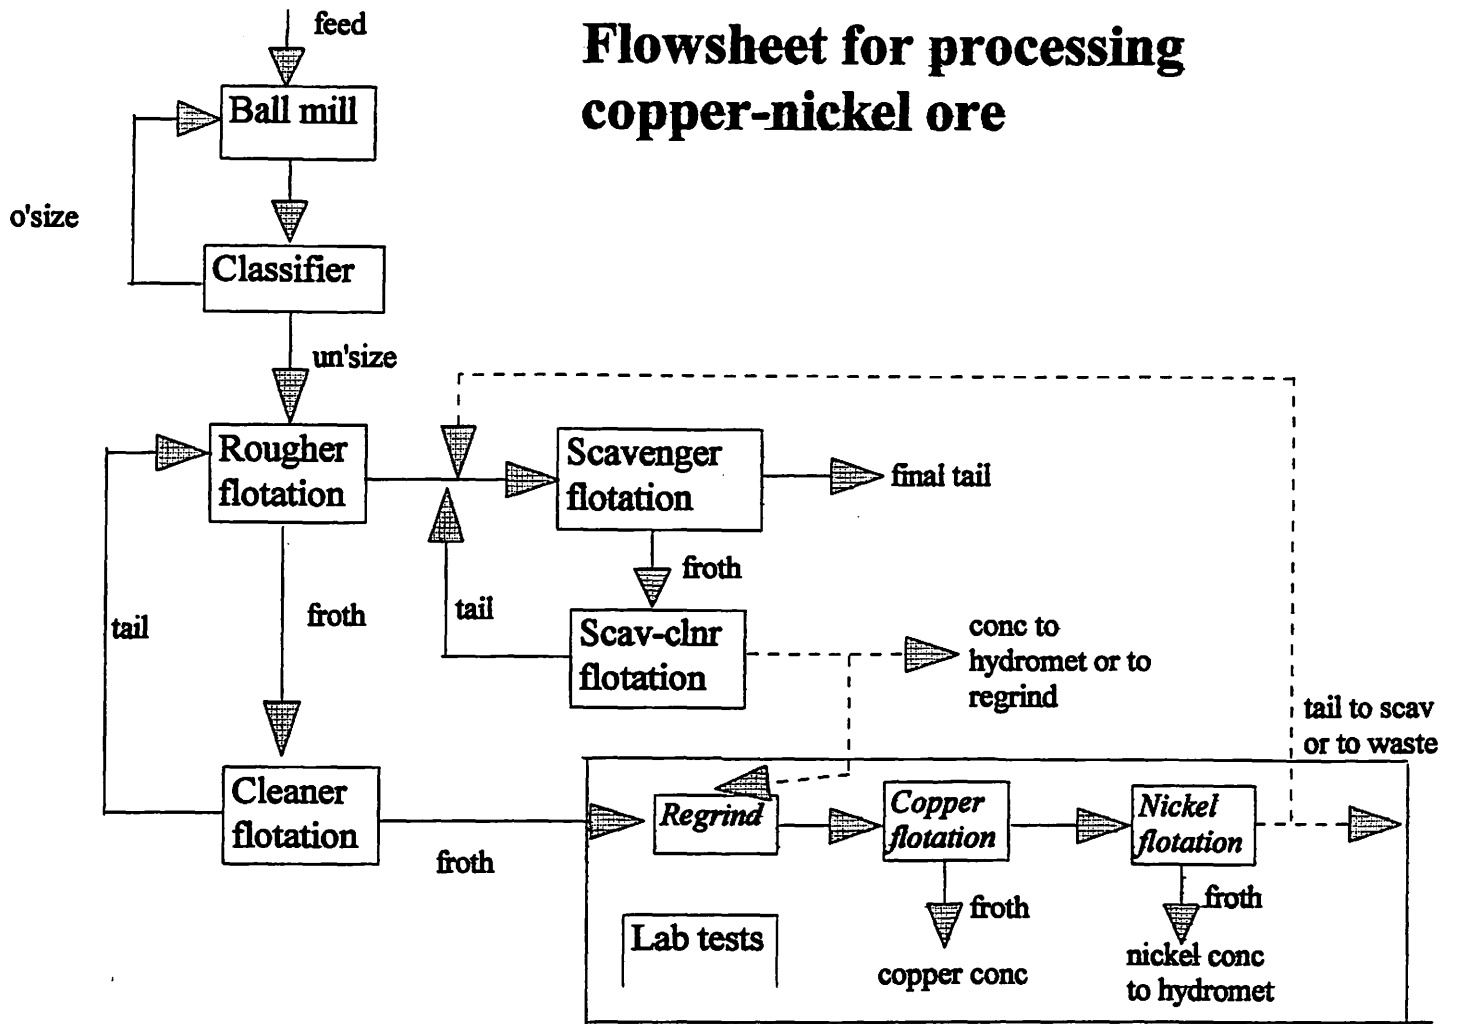 feed
Flowsheet for processing
copper-nickel ore
Ball mill
o'size
Classifier
un'size
Rougher
flotation
Scavenger
flotation
final tail
froth
tail
froth
tail
Scav-clnr
flotation
conc to
hydromet or to
regrind
tail to scav
or to waste
Cleaner
flotation
froth
Regrind
Copper
flotation
Nickel
flotation
froth
froth
Lab tests
copper conc
nickel conc
to hydromet